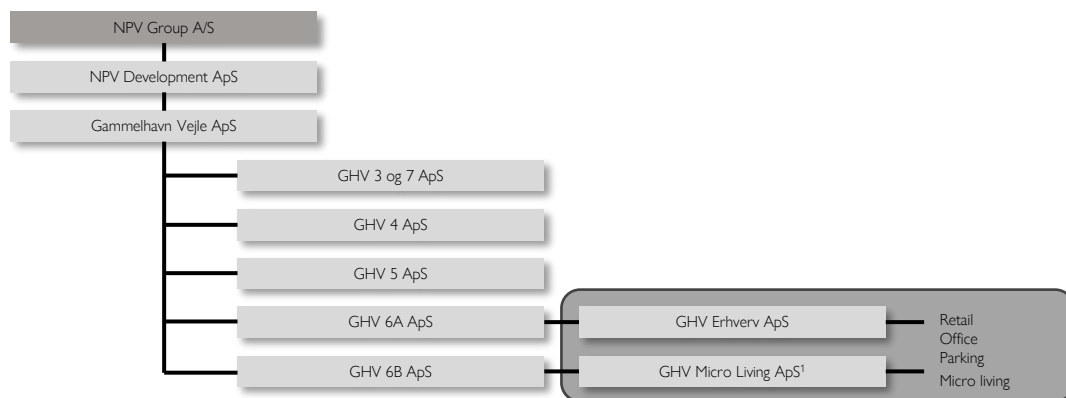 NPV Group A/S
NPV Development ApS
Gammelhavn Vejle ApS
GHV 3 og 7 ApS
GHV 4 ApS
GHV 5 ApS
GHV 6A ApS
GHV Erhverv ApS
Retail
Office
Parking
GHV 6B ApS
GHV Micro Living ApS¹
Micro living